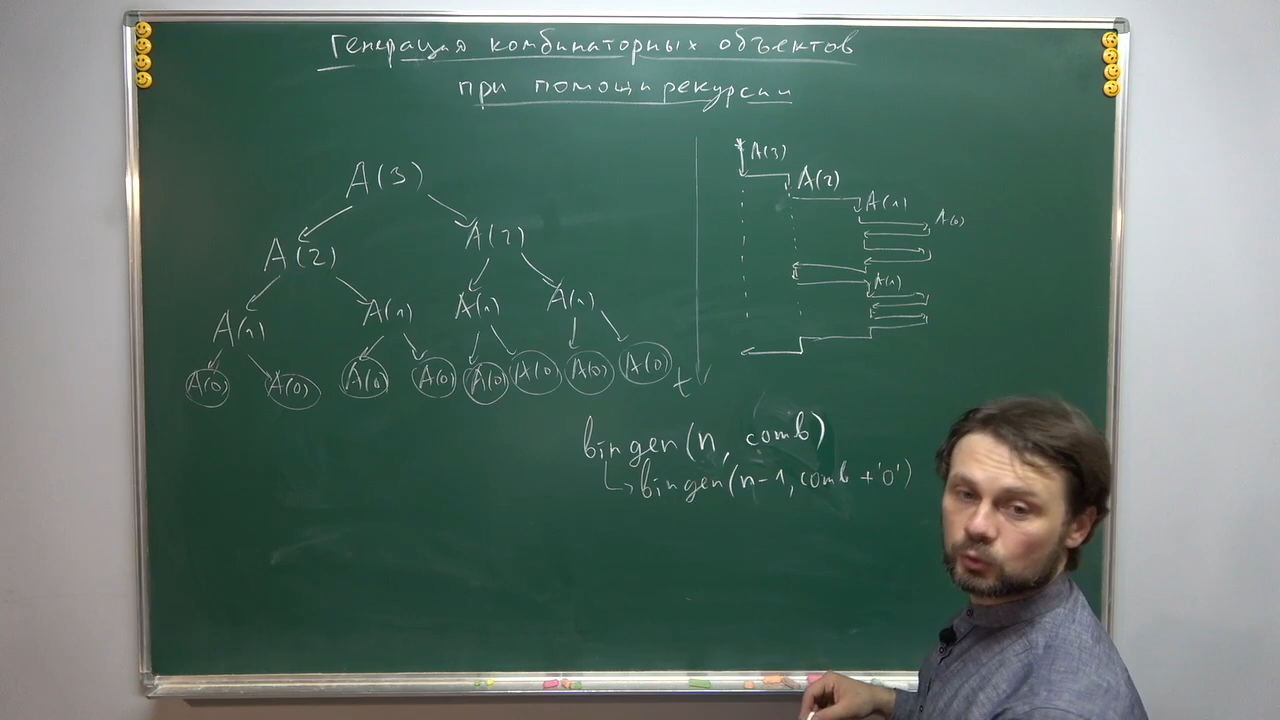 Генерация комбинаторных объектов
при помощи рекурсии
A(3)
A(2) A(2)
A(1) A(1) A(1) A(1)
A(0) A(0) A(0) A(0) A(0) A(0) A(0) A(0)
t
A(3)
A(2)
A(1)
A(0)
A(1)
bingen(n, comb)
bingen(n-1, comb + '0')